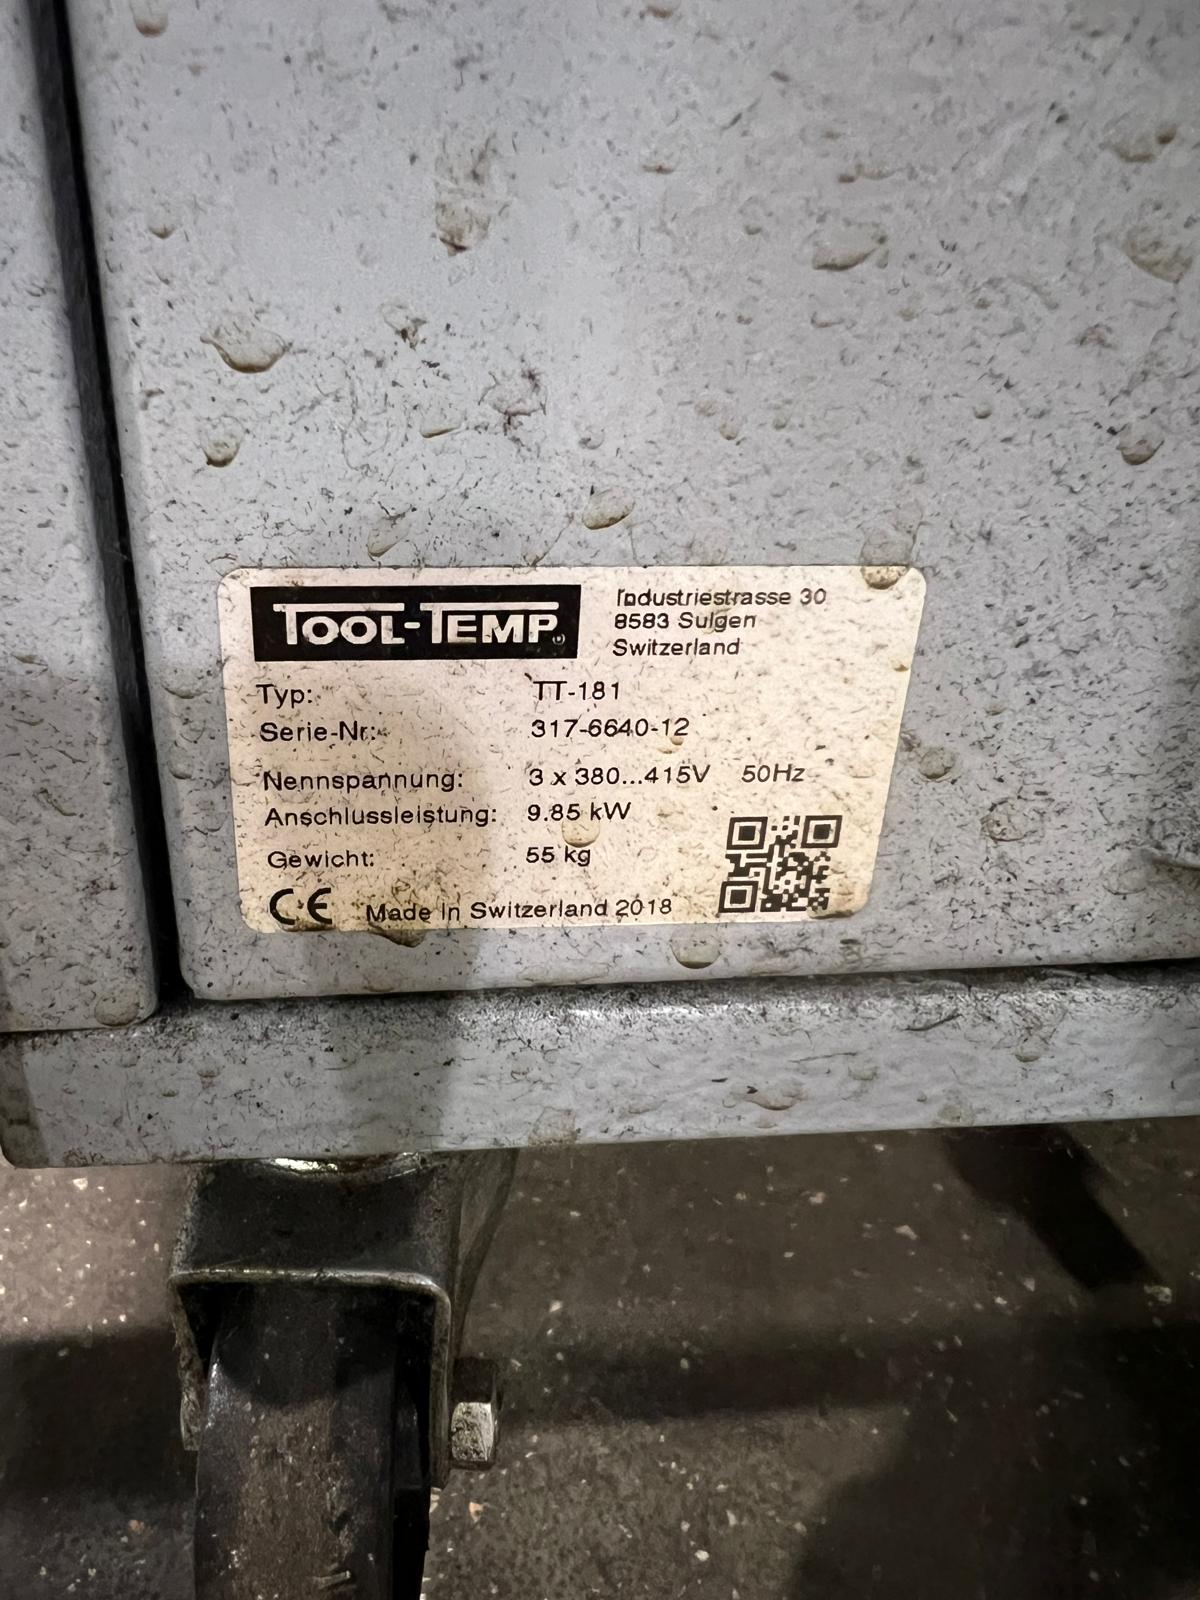 TOOL-TEMP®
Industriestrasse 30
8583 Sulgen
Switzerland
Typ: TT-181
Serie-Nr.: 317-6640-12
Nennspannung: 3 x 380...415V 50Hz
Anschlussleistung: 9.85 kW
Gewicht: 55 kg
CE Made in Switzerland 2018